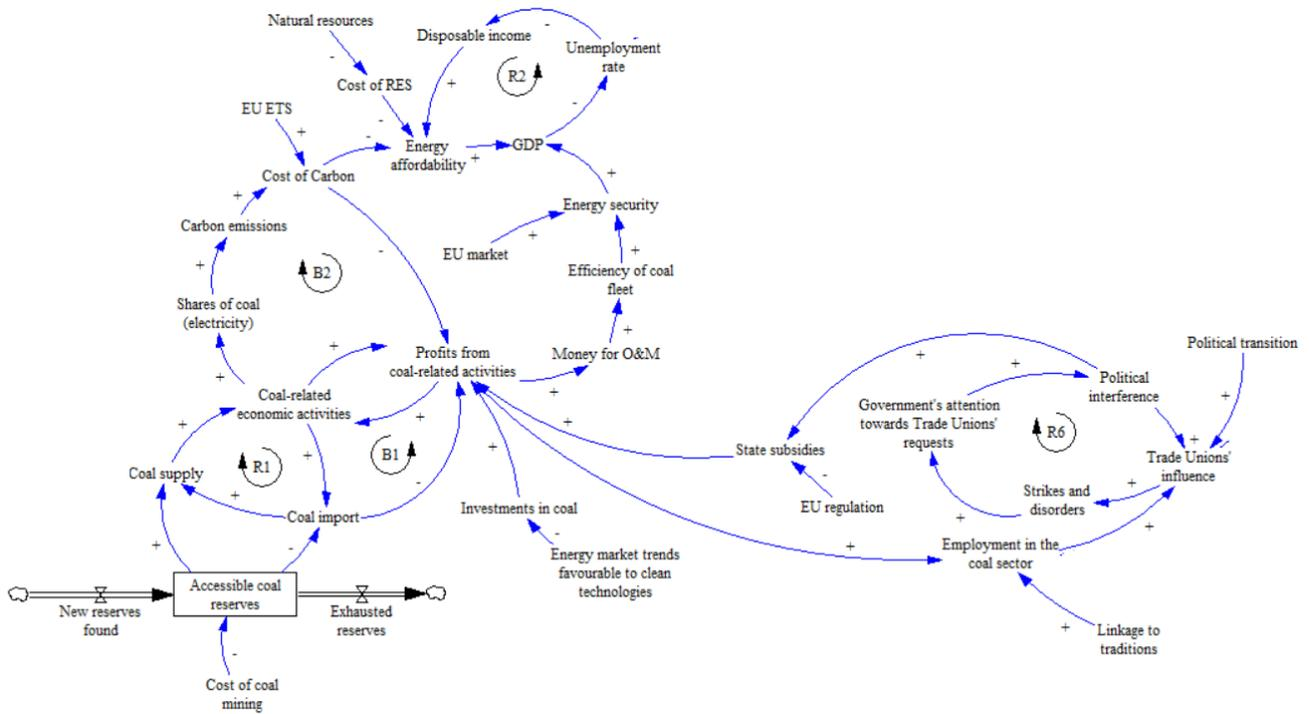 Natural resources
Disposable income
-
Unemployment
rate
-
Cost of RES
+
R2
EU ETS
-
-
+
-
Energy
affordability
+
GDP
Cost of Carbon
+
+
Carbon emissions
Energy security
-
+
EU market
+
+
B2
Efficiency of coal
fleet
Shares of coal
(electricity)
+
+
Profits from
coal-related activities
Money for O&M
+
Political transition
+
+
Political
interference
+
Coal-related
economic activities
+
+
+
Government's attention
towards Trade Unions'
requests
R6
+
+
+
B1
+
State subsidies
+
Trade Unions'
influence
R1
Coal supply
-
-
+
Strikes and
disorders
+
Investments in coal
EU regulation
Coal import
+
+
+
-
-
Energy market trends
favourable to clean
technologies
+
Employment in the
coal sector
Accessible coal
reserves
New reserves
found
Exhausted
reserves
+
Linkage to
traditions
-
Cost of coal
mining